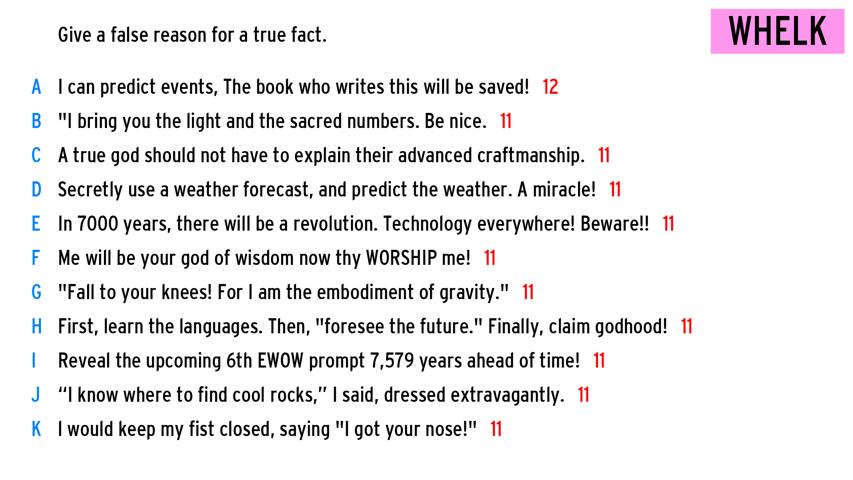 Give a false reason for a true fact.
WHELK
A I can predict events, The book who writes this will be saved! 12
B "I bring you the light and the sacred numbers. Be nice. 11
C A true god should not have to explain their advanced craftmanship. 11
D Secretly use a weather forecast, and predict the weather. A miracle! 11
E In 7000 years, there will be a revolution. Technology everywhere! Beware!! 11
F Me will be your god of wisdom now thy WORSHIP me! 11
G "Fall to your knees! For I am the embodiment of gravity." 11
H First, learn the languages. Then, "foresee the future." Finally, claim godhood! 11
I Reveal the upcoming 6th EWOW prompt 7,579 years ahead of time! 11
J “I know where to find cool rocks,” I said, dressed extravagantly. 11
K I would keep my fist closed, saying "I got your nose!" 11